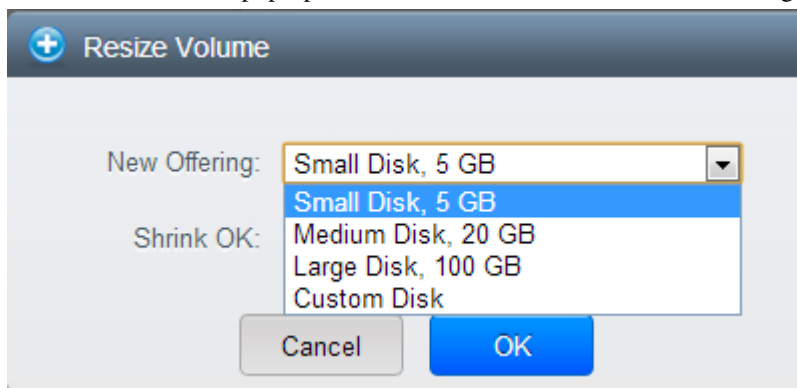 Resize Volume
New Offering: Small Disk, 5 GB
Small Disk, 5 GB
Shrink OK: Medium Disk, 20 GB
Large Disk, 100 GB
Custom Disk
Cancel OK